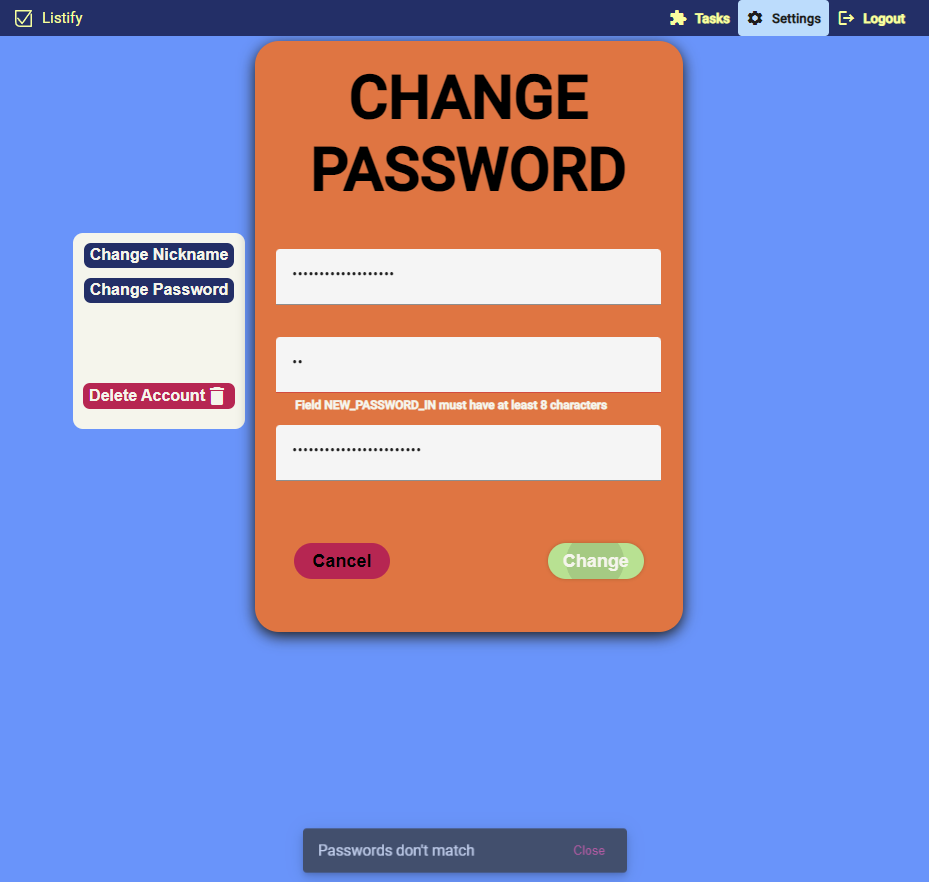 Listify
Tasks
Settings
Logout
CHANGE
PASSWORD
Change Nickname
Change Password
Delete Account
•••••••••••••••••••
••
Field NEW_PASSWORD_IN must have at least 8 characters
••••••••••••••••••••••••
Cancel
Change
Passwords don't match
Close